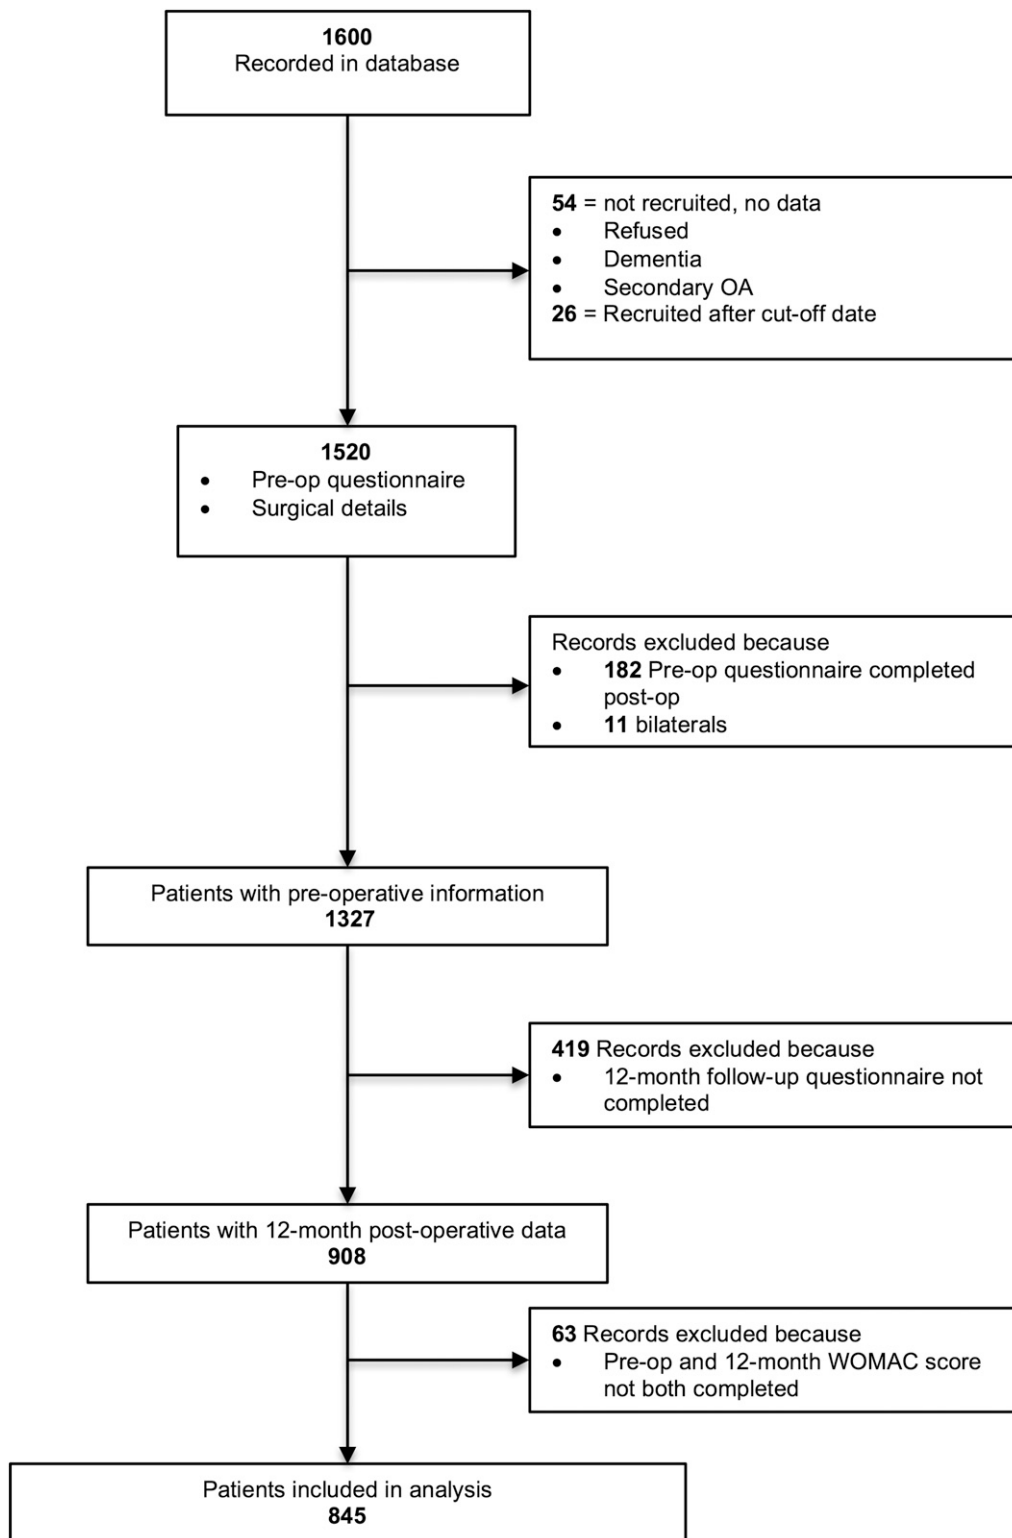 1600
Recorded in database
54 = not recruited, no data
• Refused
• Dementia
• Secondary OA
26 = Recruited after cut-off date
1520
• Pre-op questionnaire
• Surgical details
Records excluded because
• 182 Pre-op questionnaire completed
post-op
• 11 bilaterals
Patients with pre-operative information
1327
419 Records excluded because
• 12-month follow-up questionnaire not
completed
Patients with 12-month post-operative data
908
63 Records excluded because
• Pre-op and 12-month WOMAC score
not both completed
Patients included in analysis
845